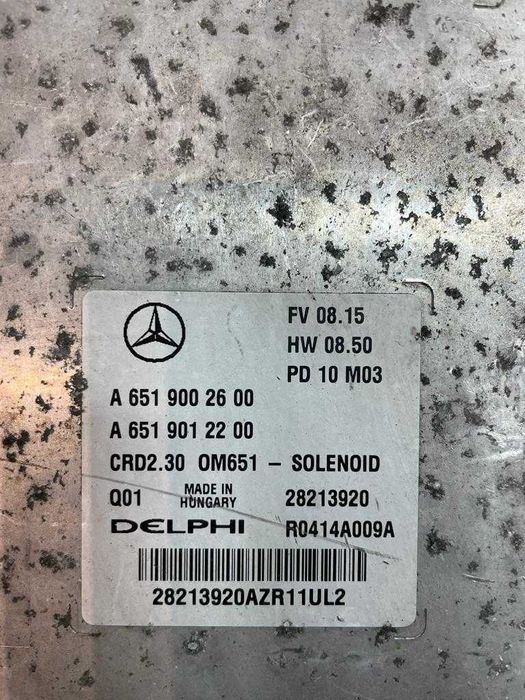 FV 08.15
HW 08.50
PD 10 M03
A 651 900 26 00
A 651 901 22 00
CRD2.30 OM651 – SOLENOID
Q01 MADE IN HUNGARY 28213920
DELPHI R0414A009A
28213920AZR11UL2